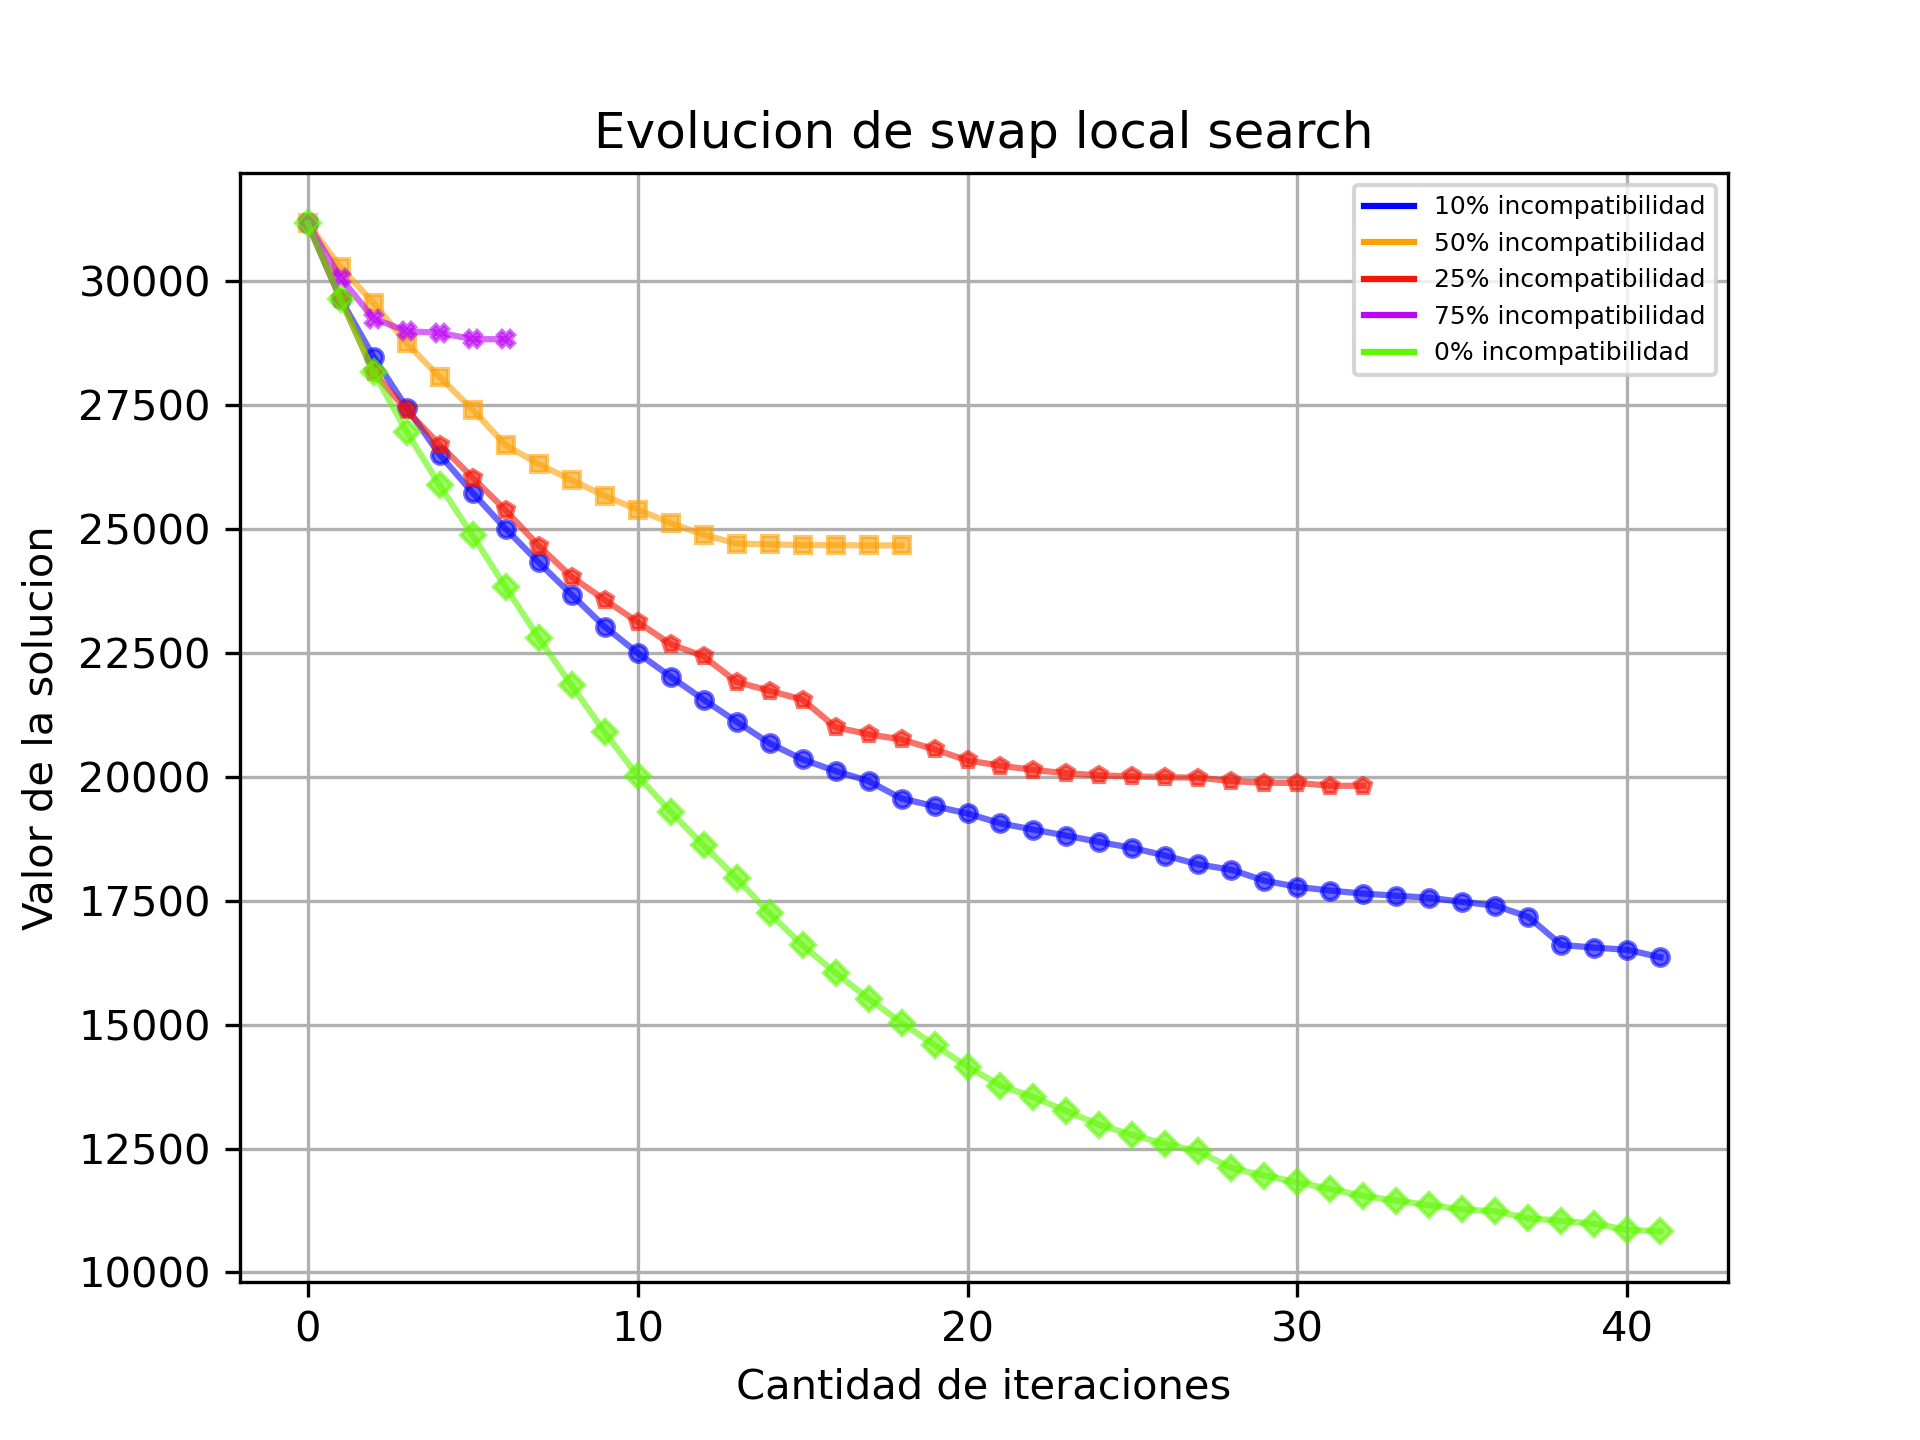 Evolucion de swap local search
10% incompatibilidad
50% incompatibilidad
25% incompatibilidad
75% incompatibilidad
0% incompatibilidad
Valor de la solucion
30000
27500
25000
22500
20000
17500
15000
12500
10000
0 10 20 30 40
Cantidad de iteraciones